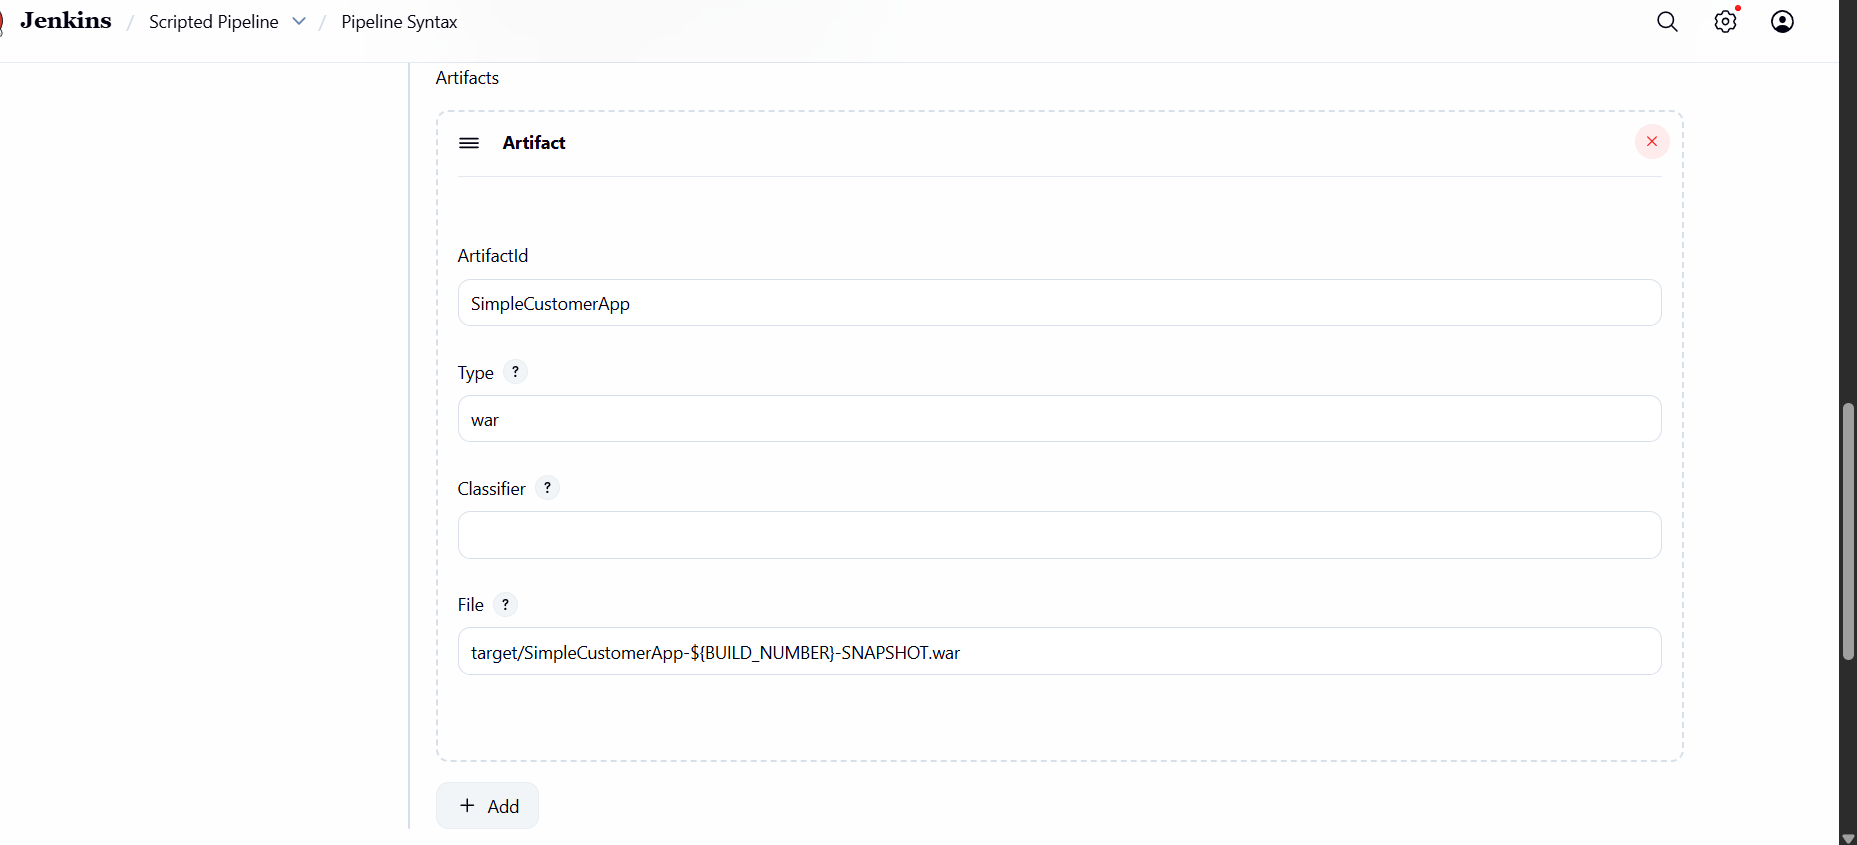 Jenkins / Scripted Pipeline / Pipeline Syntax
Artifacts
Artifact
ArtifactId
SimpleCustomerApp
Type ?
war
Classifier ?
File ?
target/SimpleCustomerApp-${BUILD_NUMBER}-SNAPSHOT.war
+ Add